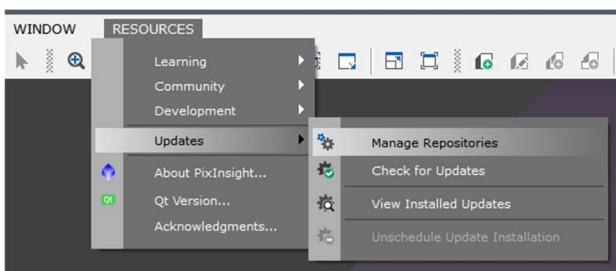 WINDOW RESOURCES
Learning
Community
Development
Updates
Manage Repositories
Check for Updates
View Installed Updates
Unschedule Update Installation
About PixInsight...
Qt Qt Version...
Acknowledgments...